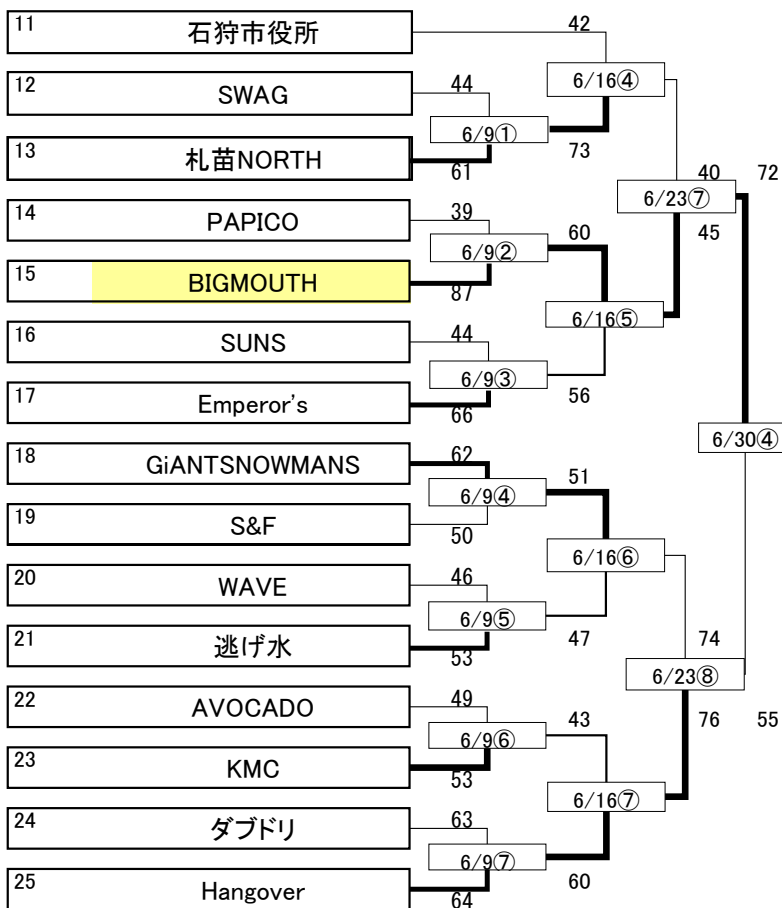 11 石狩市役所
42
6/16④
12 SWAG
44
6/9①
73
13 札苗NORTH
61
40 72
6/23⑦
45
14 PAPICO
39
6/9②
60
15 BIGMOUTH
87
6/16⑤
16 SUNS
44
6/9③
56
17 Emperor's
66
6/30④
18 GiANTSNOWMANS
62
6/9④
51
19 S&F
50
6/16⑥
20 WAVE
46
6/9⑤
47
21 逃げ水
53
74
6/23⑧
76 55
22 AVOCADO
49
6/9⑥
43
23 KMC
53
6/16⑦
24 ダブドリ
63
6/9⑦
60
25 Hangover
64